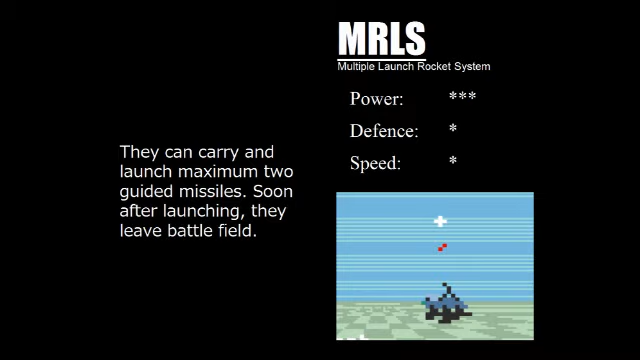 MRLS
Multiple Launch Rocket System
Power: ***
Defence: *
Speed: *
They can carry and
launch maximum two
guided missiles. Soon
after launching, they
leave battle field.